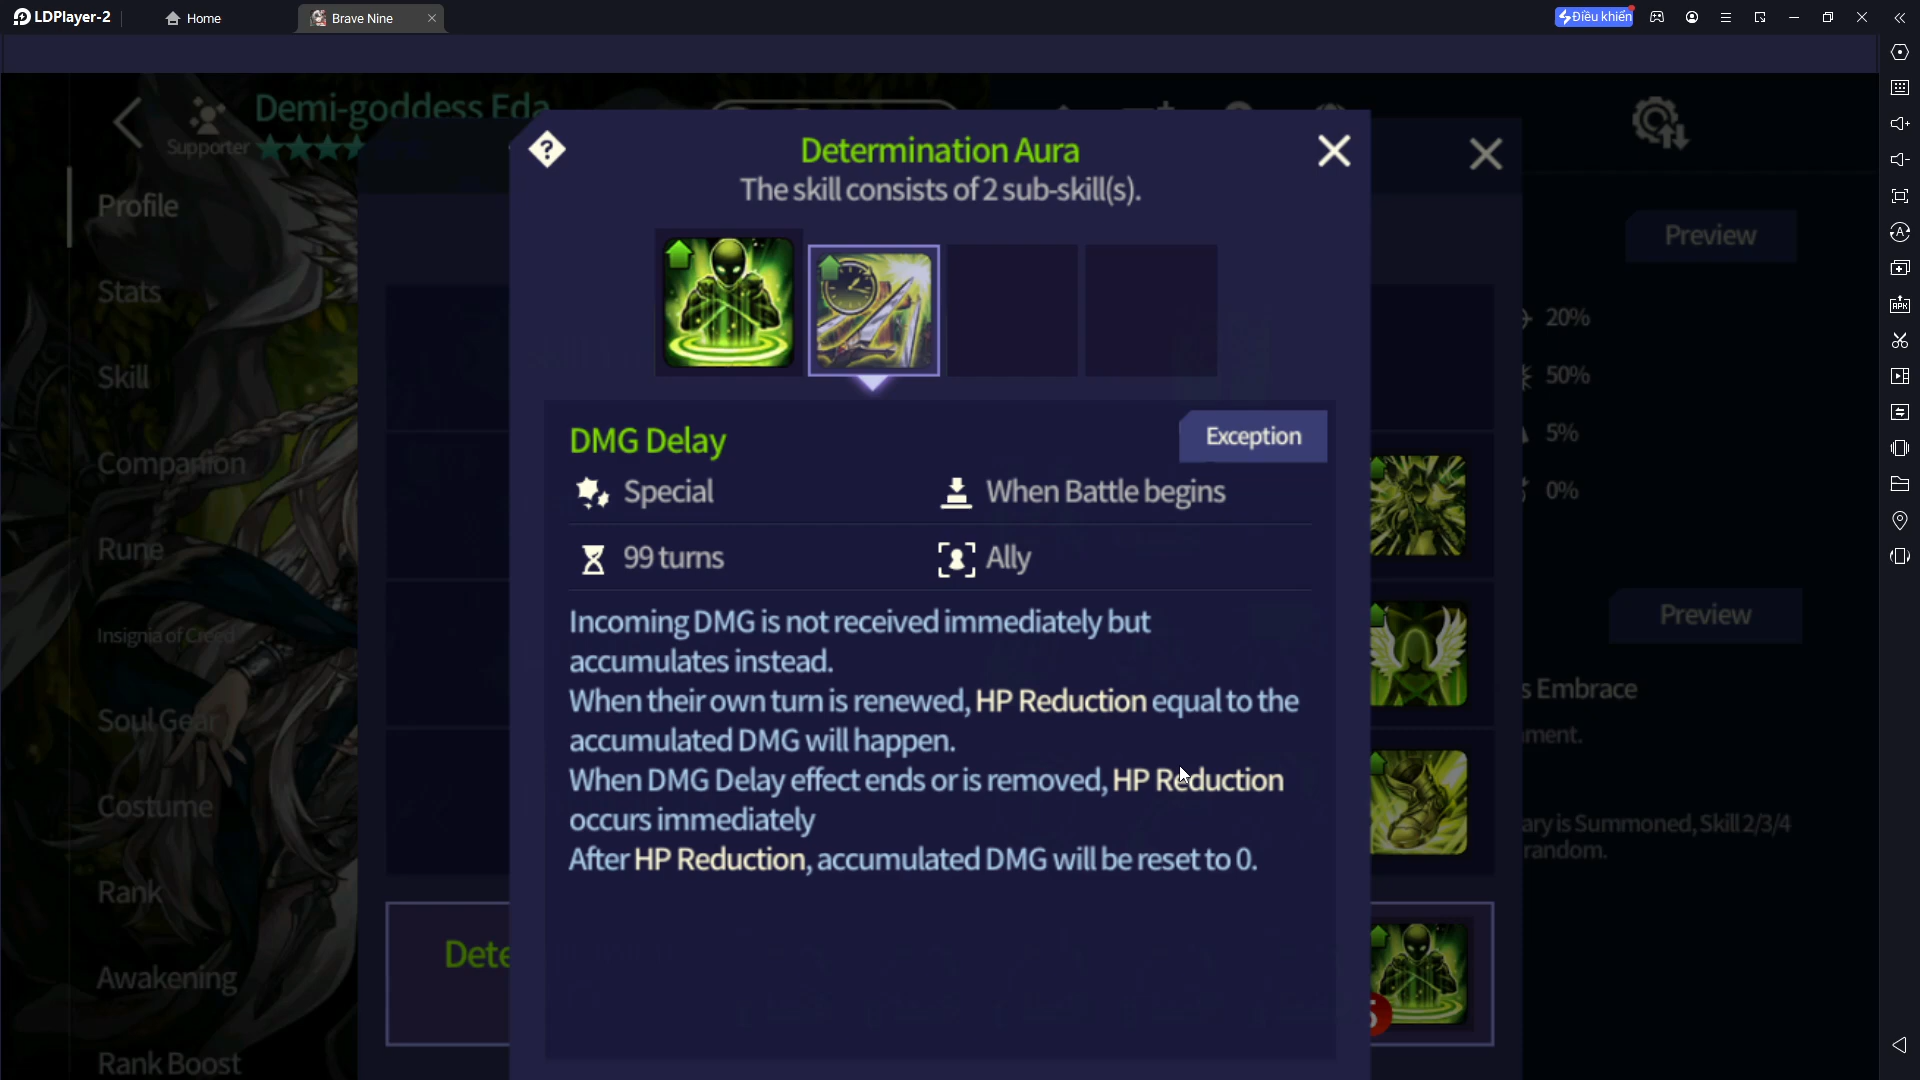 LDPlayer-2
Home
Brave Nine
Điều khiển
Demi-goddess Eda
Supporter
Profile
Stats
Skill
Companion
Rune
Insignia of Creed
Soul Gear
Costume
Rank
Awakening
Rank Boost
Determination Aura
The skill consists of 2 sub-skill(s).
DMG Delay
Exception
Special
When Battle begins
99 turns
Ally
Incoming DMG is not received immediately but
accumulates instead.
When their own turn is renewed, HP Reduction equal to the
accumulated DMG will happen.
When DMG Delay effect ends or is removed, HP Reduction
occurs immediately
After HP Reduction, accumulated DMG will be reset to 0.
Dete
Preview
20%
50%
5%
0%
Preview
s Embrace
ment.
ary is Summoned, Skill 2/3/4
random.